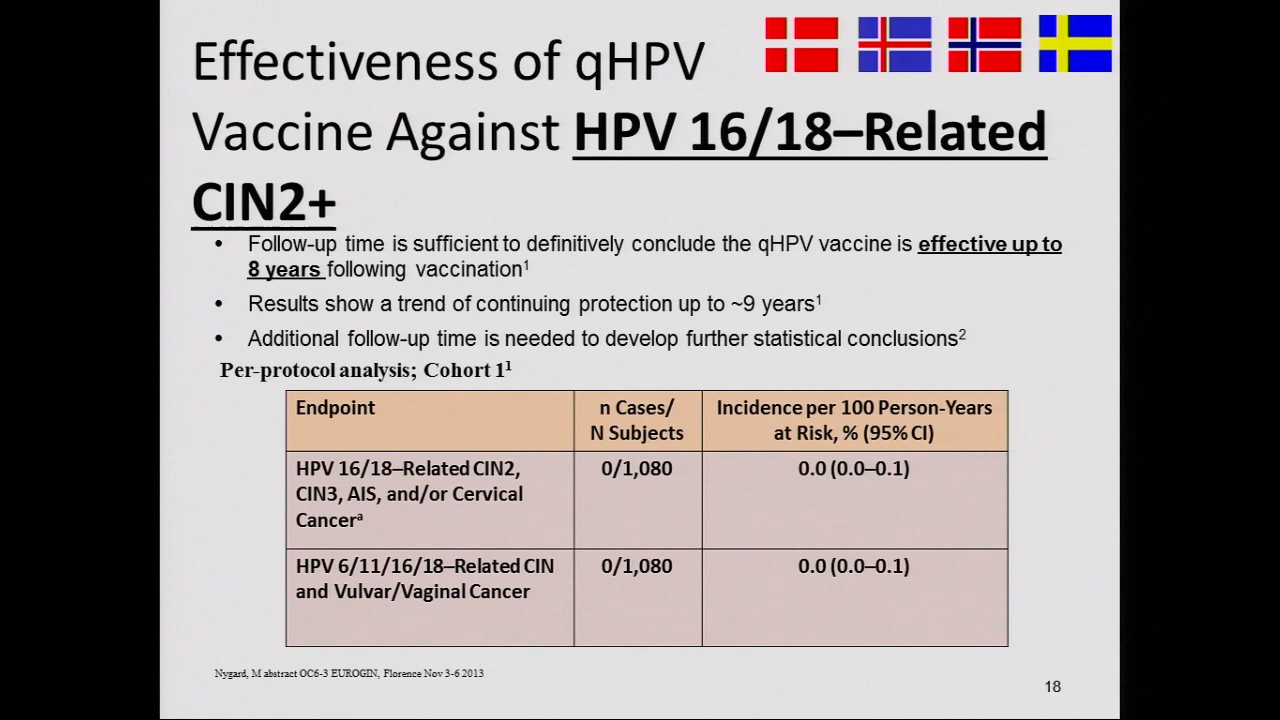 Effectiveness of qHPV
Vaccine Against HPV 16/18–Related
CIN2+
• Follow-up time is sufficient to definitively conclude the qHPV vaccine is effective up to
8 years following vaccination¹
• Results show a trend of continuing protection up to ~9 years¹
• Additional follow-up time is needed to develop further statistical conclusions²
Per-protocol analysis; Cohort 1¹
Endpoint
n Cases/
N Subjects
Incidence per 100 Person-Years
at Risk, % (95% CI)
HPV 16/18–Related CIN2,
CIN3, AIS, and/or Cervical
Cancerᵃ
0/1,080
0.0 (0.0–0.1)
HPV 6/11/16/18–Related CIN
and Vulvar/Vaginal Cancer
0/1,080
0.0 (0.0–0.1)
Nygard, M abstract OC6-3 EUROGIN, Florence Nov 3-6 2013
18